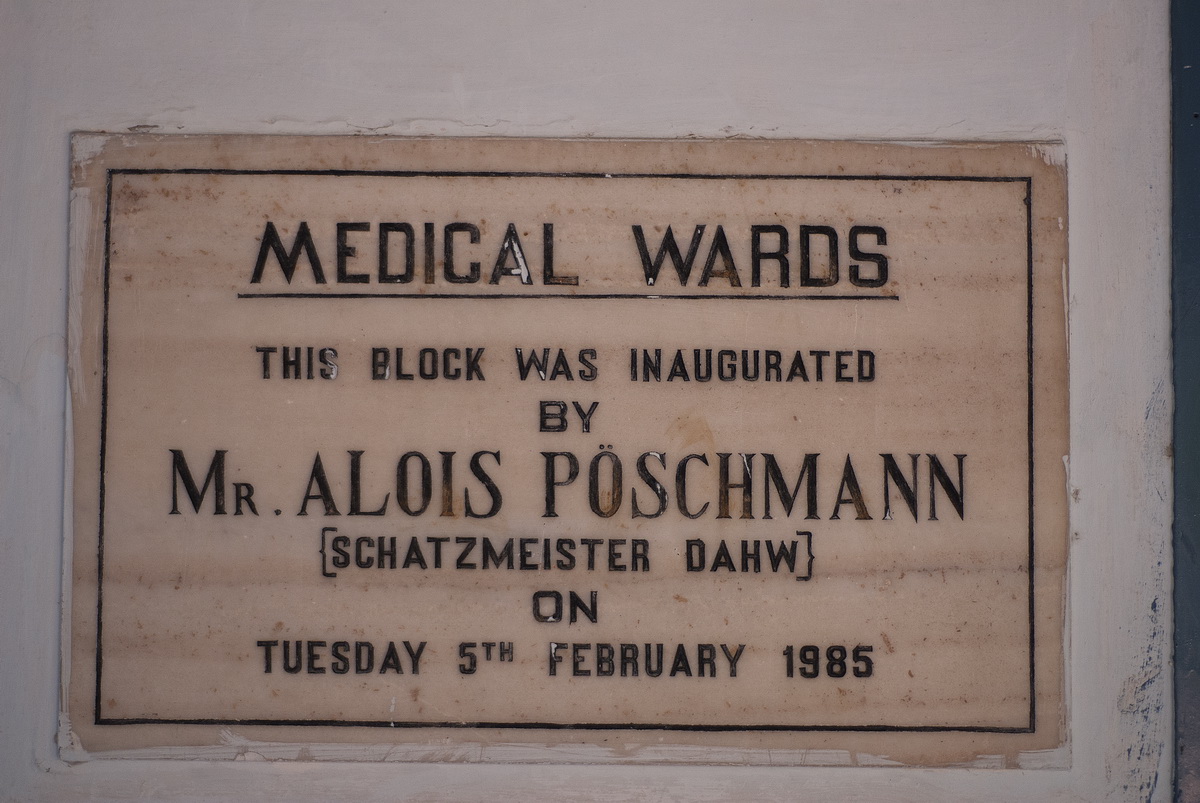 MEDICAL WARDS
THIS BLOCK WAS INAUGURATED
BY
MR. ALOIS PÖSCHMANN
[SCHATZMEISTER DAHW]
ON
TUESDAY 5TH FEBRUARY 1985